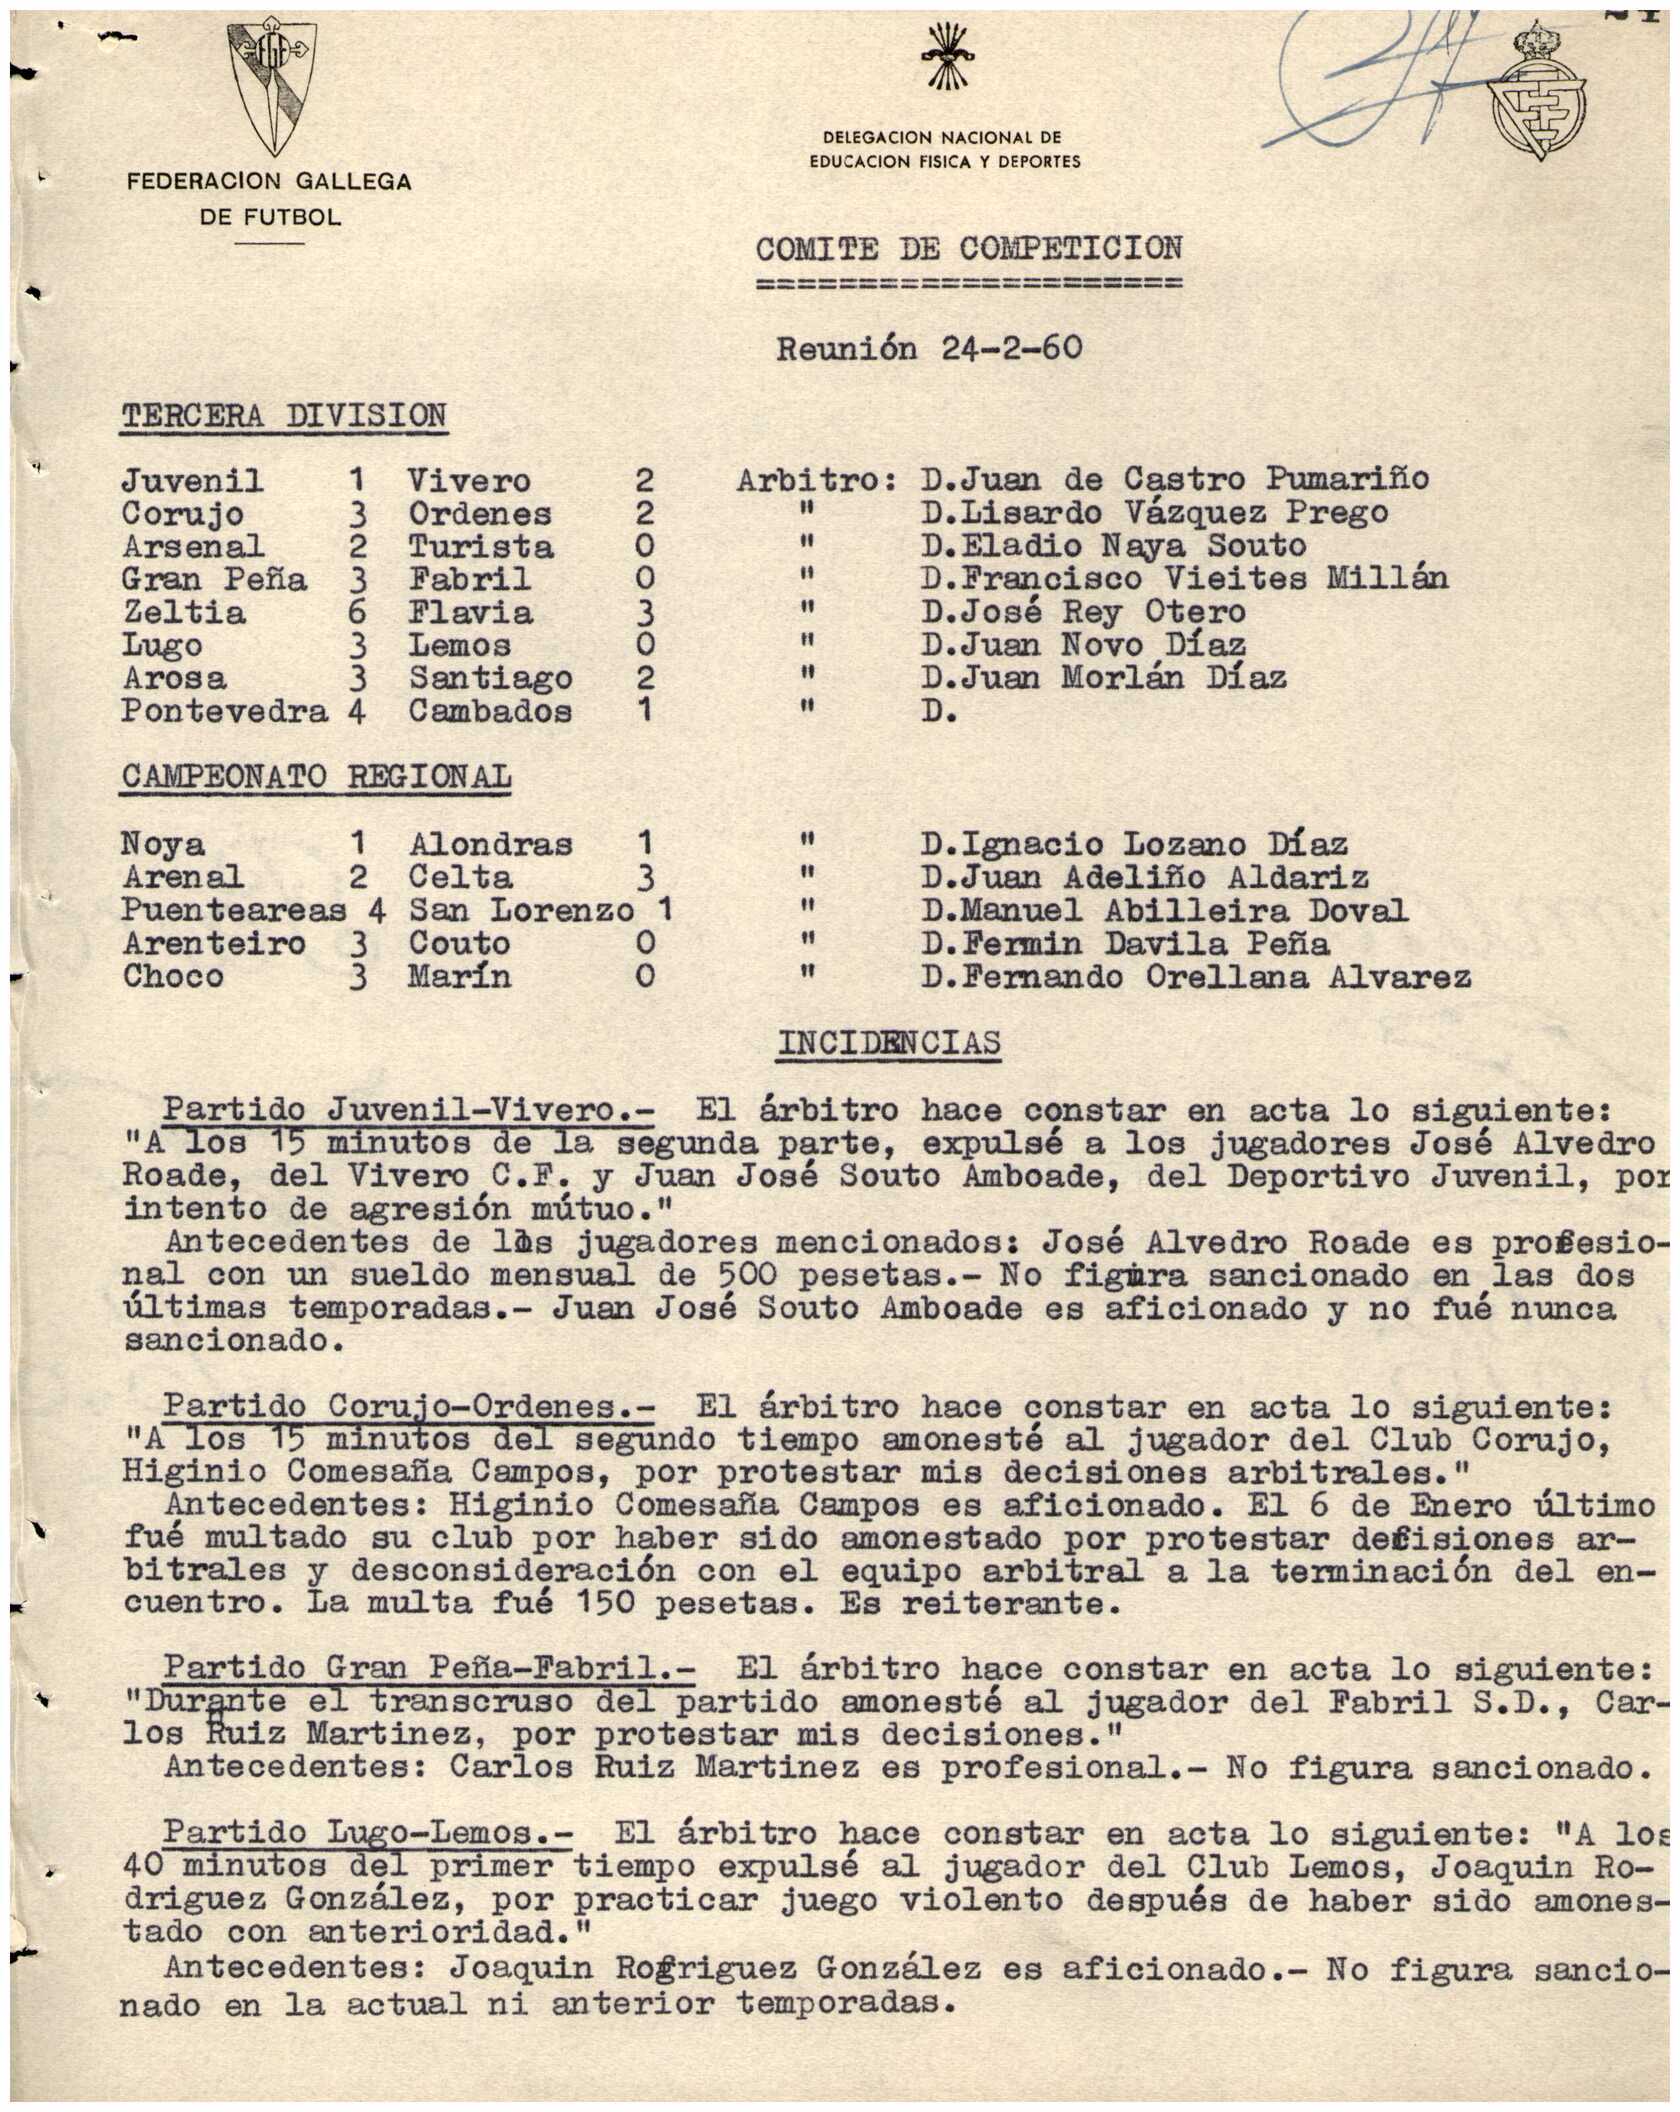 FGF
FEDERACION GALLEGA
DE FUTBOL
DELEGACION NACIONAL DE
EDUCACION FISICA Y DEPORTES
COMITE DE COMPETICION
=====================
Reunión 24-2-60
TERCERA DIVISION
Juvenil 1 Vivero 2 Arbitro: D.Juan de Castro Pumariño
Corujo 3 Ordenes 2 " D.Lisardo Vázquez Prego
Arsenal 2 Turista 0 " D.Eladio Naya Souto
Gran Peña 3 Fabril 0 " D.Francisco Vieites Millán
Zeltia 6 Flavia 3 " D.José Rey Otero
Lugo 3 Lemos 0 " D.Juan Novo Díaz
Arosa 3 Santiago 2 " D.Juan Morlán Díaz
Pontevedra 4 Cambados 1 " D.
CAMPEONATO REGIONAL
Noya 1 Alondras 1 " D.Ignacio Lozano Díaz
Arenal 2 Celta 3 " D.Juan Adeliño Aldariz
Puenteareas 4 San Lorenzo 1 " D.Manuel Abilleira Doval
Arenteiro 3 Couto 0 " D.Fermin Davila Peña
Choco 3 Marín 0 " D.Fernando Orellana Alvarez
INCIDENCIAS
Partido Juvenil-Vivero.- El árbitro hace constar en acta lo siguiente:
"A los 15 minutos de la segunda parte, expulsé a los jugadores José Alvedro
Roade, del Vivero C.F. y Juan José Souto Amboade, del Deportivo Juvenil, por
intento de agresión mútuo."
Antecedentes de los jugadores mencionados: José Alvedro Roade es profesio-
nal con un sueldo mensual de 500 pesetas.- No figura sancionado en las dos
últimas temporadas.- Juan José Souto Amboade es aficionado y no fué nunca
sancionado.
Partido Corujo-Ordenes.- El árbitro hace constar en acta lo siguiente:
"A los 15 minutos del segundo tiempo amonesté al jugador del Club Corujo,
Higinio Comesaña Campos, por protestar mis decisiones arbitrales."
Antecedentes: Higinio Comesaña Campos es aficionado. El 6 de Enero último
fué multado su club por haber sido amonestado por protestar decisiones ar-
bitrales y desconsideración con el equipo arbitral a la terminación del en-
cuentro. La multa fué 150 pesetas. Es reiterante.
Partido Gran Peña-Fabril.- El árbitro hace constar en acta lo siguiente:
"Durante el transcruso del partido amonesté al jugador del Fabril S.D., Car-
los Ruiz Martinez, por protestar mis decisiones."
Antecedentes: Carlos Ruiz Martinez es profesional.- No figura sancionado.
Partido Lugo-Lemos.- El árbitro hace constar en acta lo siguiente: "A los
40 minutos del primer tiempo expulsé al jugador del Club Lemos, Joaquin Ro-
driguez González, por practicar juego violento después de haber sido amones-
tado con anterioridad."
Antecedentes: Joaquin Rodriguez González es aficionado.- No figura sancio-
nado en la actual ni anterior temporadas.